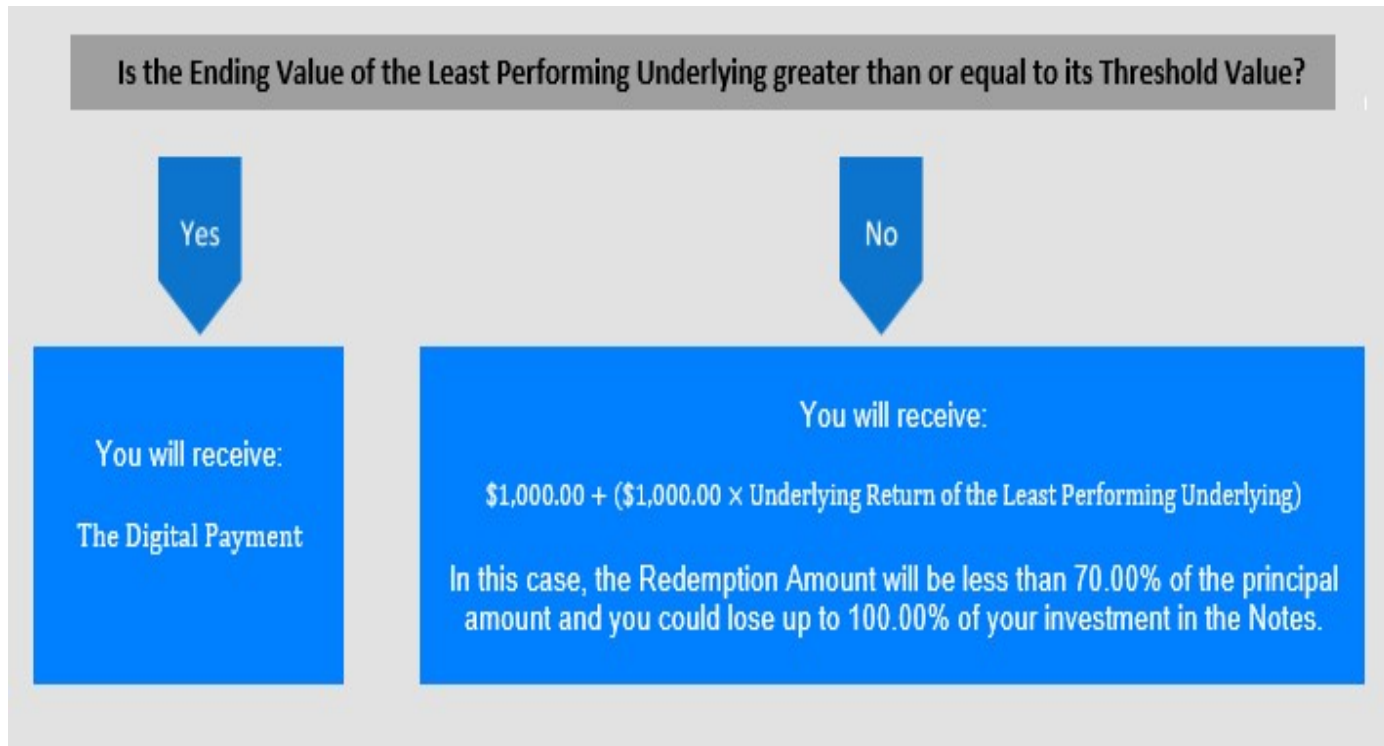 Is the Ending Value of the Least Performing Underlying greater than or equal to its Threshold Value?
Yes
No
You will receive:
The Digital Payment
You will receive:
$1,000.00 + ($1,000.00 × Underlying Return of the Least Performing Underlying)
In this case, the Redemption Amount will be less than 70.00% of the principal
amount and you could lose up to 100.00% of your investment in the Notes.